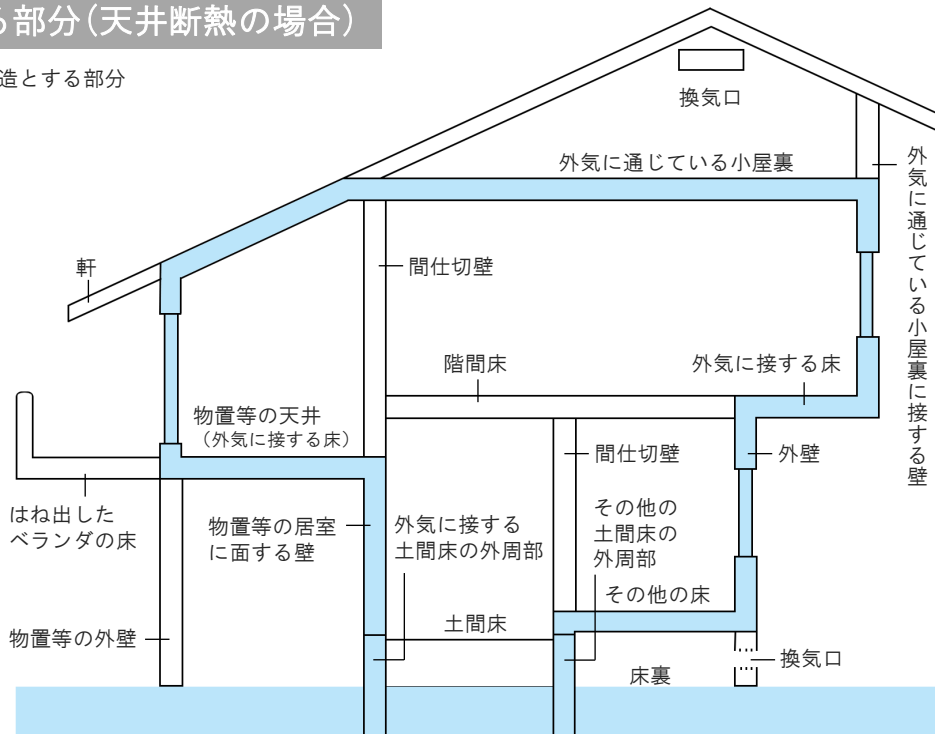 る部分（天井断熱の場合）
造とする部分
換気口
外気に通じている小屋裏
外気に通じている小屋裏に接する壁
軒
間仕切壁
階間床
外気に接する床
物置等の天井
（外気に接する床）
間仕切壁
外壁
はね出した
ベランダの床
物置等の居室
に面する壁
外気に接する
土間床の外周部
その他の
土間床の
外周部
その他の床
土間床
物置等の外壁
床裏
換気口